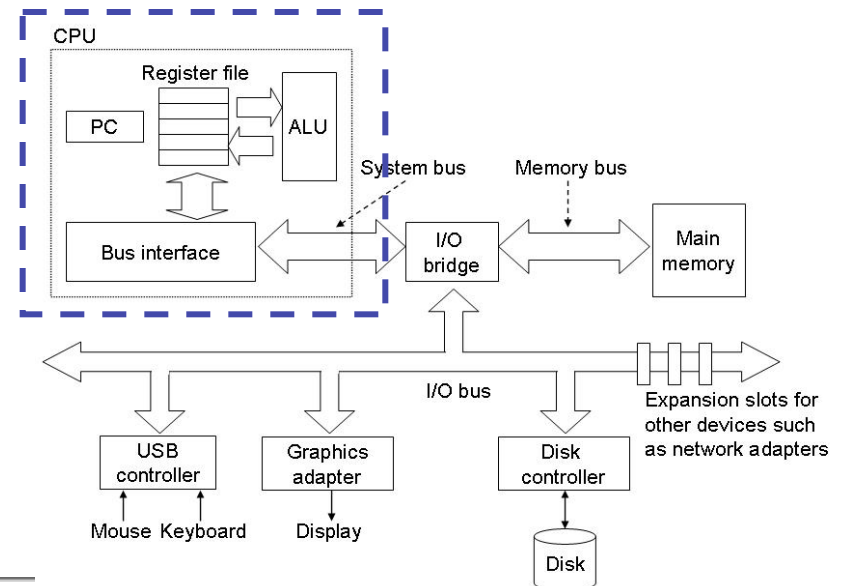 CPU
Register file
PC
ALU
System bus
Memory bus
Bus interface
I/O
bridge
Main
memory
I/O bus
Expansion slots for
other devices such
as network adapters
USB
controller
Graphics
adapter
Disk
controller
Mouse Keyboard
Display
Disk